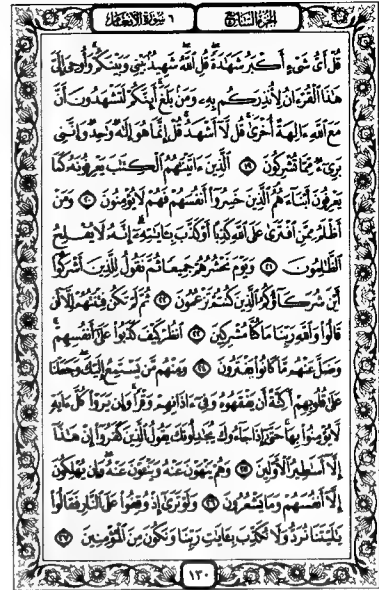 الجزء السابع ٦ سورة الأنعام
قُلْ أَىُّ شَىْءٍ أَكْبَرُ شَهَٰدَةً قُلِ ٱللَّهُ شَهِيدٌۢ بَيْنِى وَبَيْنَكُمْ وَأُوحِىَ إِلَىَّ
هَٰذَا ٱلْقُرْءَانُ لِأُنذِرَكُم بِهِۦ وَمَنۢ بَلَغَ أَئِنَّكُمْ لَتَشْهَدُونَ أَنَّ
مَعَ ٱللَّهِ ءَالِهَةً أُخْرَىٰ قُل لَّآ أَشْهَدُ قُلْ إِنَّمَا هُوَ إِلَٰهٌ وَٰحِدٌ وَإِنَّنِى
بَرِىٓءٌ مِّمَّا تُشْرِكُونَ ١٩ ٱلَّذِينَ ءَاتَيْنَٰهُمُ ٱلْكِتَٰبَ يَعْرِفُونَهُۥ كَمَا
يَعْرِفُونَ أَبْنَآءَهُمُ ٱلَّذِينَ خَسِرُوٓا۟ أَنفُسَهُمْ فَهُمْ لَا يُؤْمِنُونَ ٢٠ وَمَنْ
أَظْلَمُ مِمَّنِ ٱفْتَرَىٰ عَلَى ٱللَّهِ كَذِبًا أَوْ كَذَّبَ بِـَٔايَٰتِهِۦٓ إِنَّهُۥ لَا يُفْلِحُ
ٱلظَّٰلِمُونَ ٢١ وَيَوْمَ نَحْشُرُهُمْ جَمِيعًا ثُمَّ نَقُولُ لِلَّذِينَ أَشْرَكُوٓا۟
أَيْنَ شُرَكَآؤُكُمُ ٱلَّذِينَ كُنتُمْ تَزْعُمُونَ ٢٢ ثُمَّ لَمْ تَكُن فِتْنَتُهُمْ إِلَّآ أَن
قَالُوا۟ وَٱللَّهِ رَبِّنَا مَا كُنَّا مُشْرِكِينَ ٢٣ ٱنظُرْ كَيْفَ كَذَبُوا۟ عَلَىٰٓ أَنفُسِهِمْ
وَضَلَّ عَنْهُم مَّا كَانُوا۟ يَفْتَرُونَ ٢٤ وَمِنْهُم مَّن يَسْتَمِعُ إِلَيْكَ وَجَعَلْنَا
عَلَىٰ قُلُوبِهِمْ أَكِنَّةً أَن يَفْقَهُوهُ وَفِىٓ ءَاذَانِهِمْ وَقْرًا وَإِن يَرَوْا۟ كُلَّ ءَايَةٍ
لَّا يُؤْمِنُوا۟ بِهَا حَتَّىٰٓ إِذَا جَآءُوكَ يُجَٰدِلُونَكَ يَقُولُ ٱلَّذِينَ كَفَرُوٓا۟ إِنْ هَٰذَآ
إِلَّآ أَسَٰطِيرُ ٱلْأَوَّلِينَ ٢٥ وَهُمْ يَنْهَوْنَ عَنْهُ وَيَنْـَٔوْنَ عَنْهُ وَإِن يُهْلِكُونَ
إِلَّآ أَنفُسَهُمْ وَمَا يَشْعُرُونَ ٢٦ وَلَوْ تَرَىٰٓ إِذْ وُقِفُوا۟ عَلَى ٱلنَّارِ فَقَالُوا۟
يَٰلَيْتَنَا نُرَدُّ وَلَا نُكَذِّبَ بِـَٔايَٰتِ رَبِّنَا وَنَكُونَ مِنَ ٱلْمُؤْمِنِينَ ٢٧
١٣٠